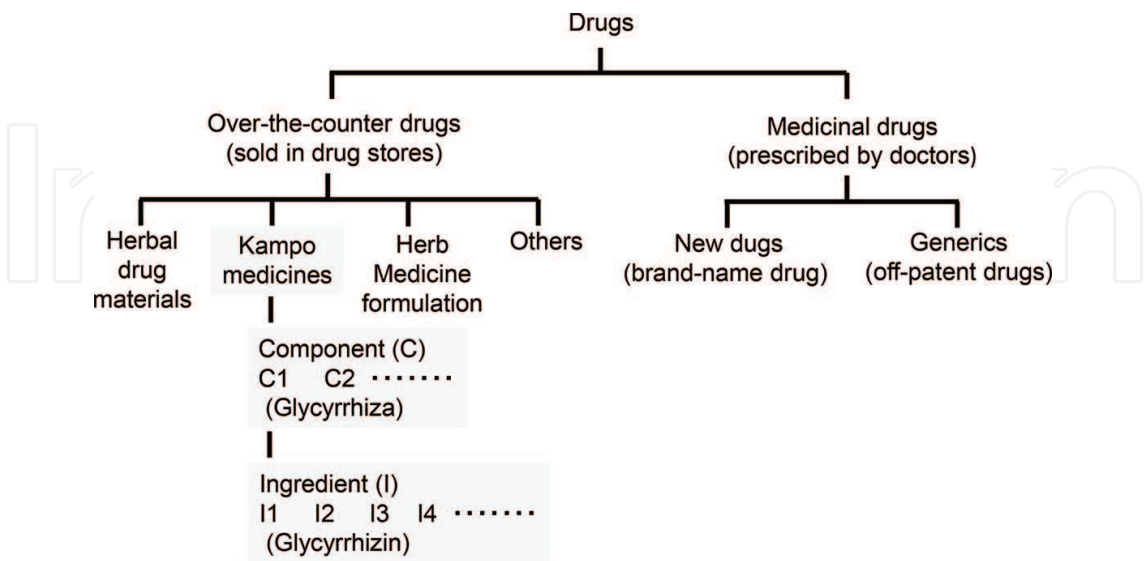 Drugs
Over-the-counter drugs
(sold in drug stores)
Medicinal drugs
(prescribed by doctors)
Herbal
drug
materials
Kampo
medicines
Herb
Medicine
formulation
Others
New dugs
(brand-name drug)
Generics
(off-patent drugs)
Component (C)
C1 C2 ·······
(Glycyrrhiza)
Ingredient (I)
I1 I2 I3 I4 ·······
(Glycyrrhizin)